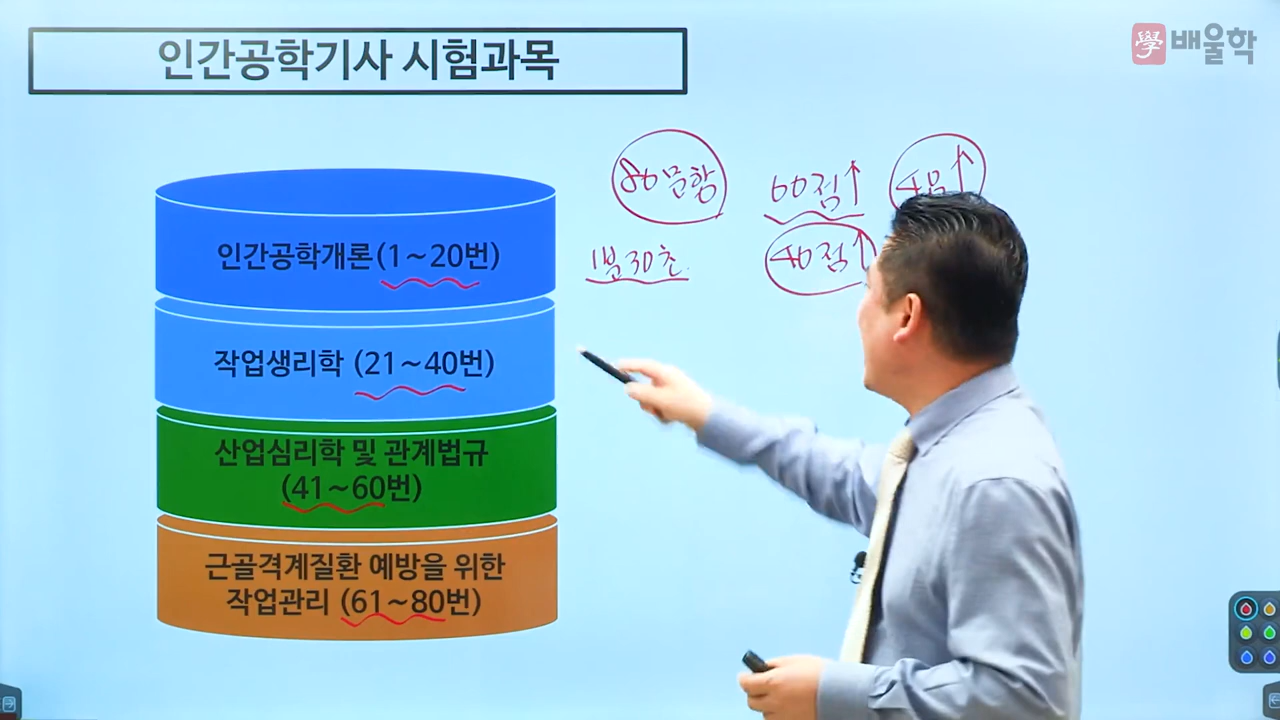 인간공학기사 시험과목
學 배울학
80문항 60점↑
1분30초 40점↑
인간공학개론(1~20번)
작업생리학 (21~40번)
산업심리학 및 관계법규
(41~60번)
근골격계질환 예방을 위한
작업관리 (61~80번)